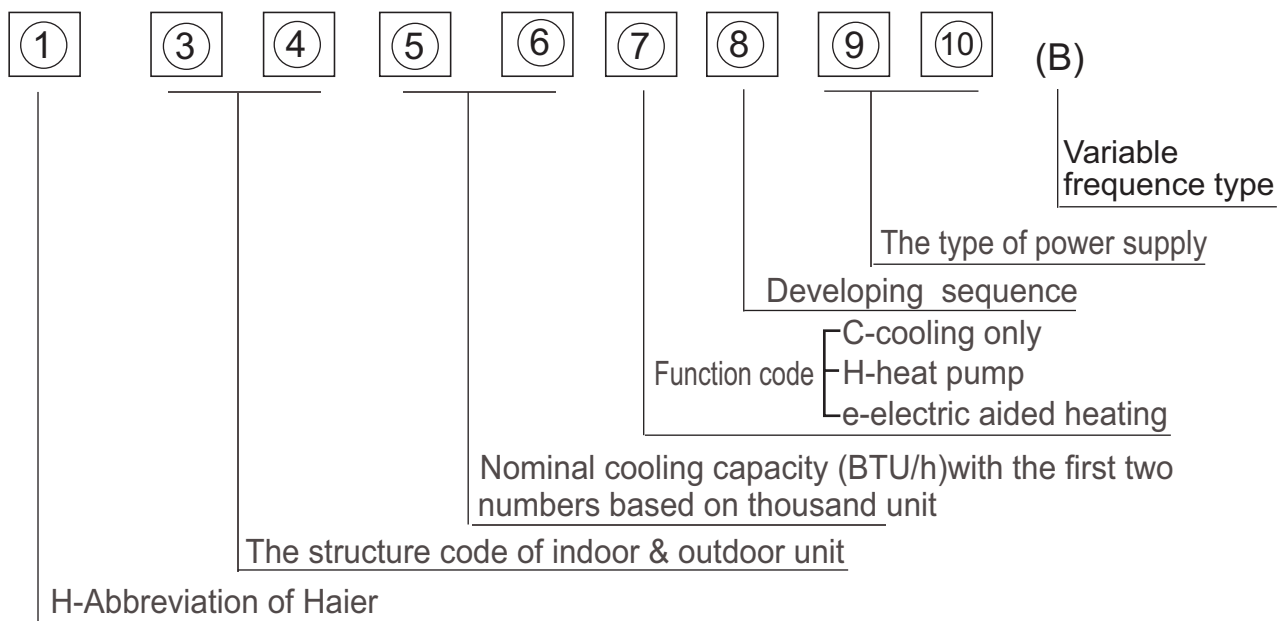 ① ③ ④ ⑤ ⑥ ⑦ ⑧ ⑨ ⑩ (B)
Variable
frequence type
The type of power supply
Developing sequence
C-cooling only
Function code H-heat pump
e-electric aided heating
Nominal cooling capacity (BTU/h)with the first two
numbers based on thousand unit
The structure code of indoor & outdoor unit
H-Abbreviation of Haier